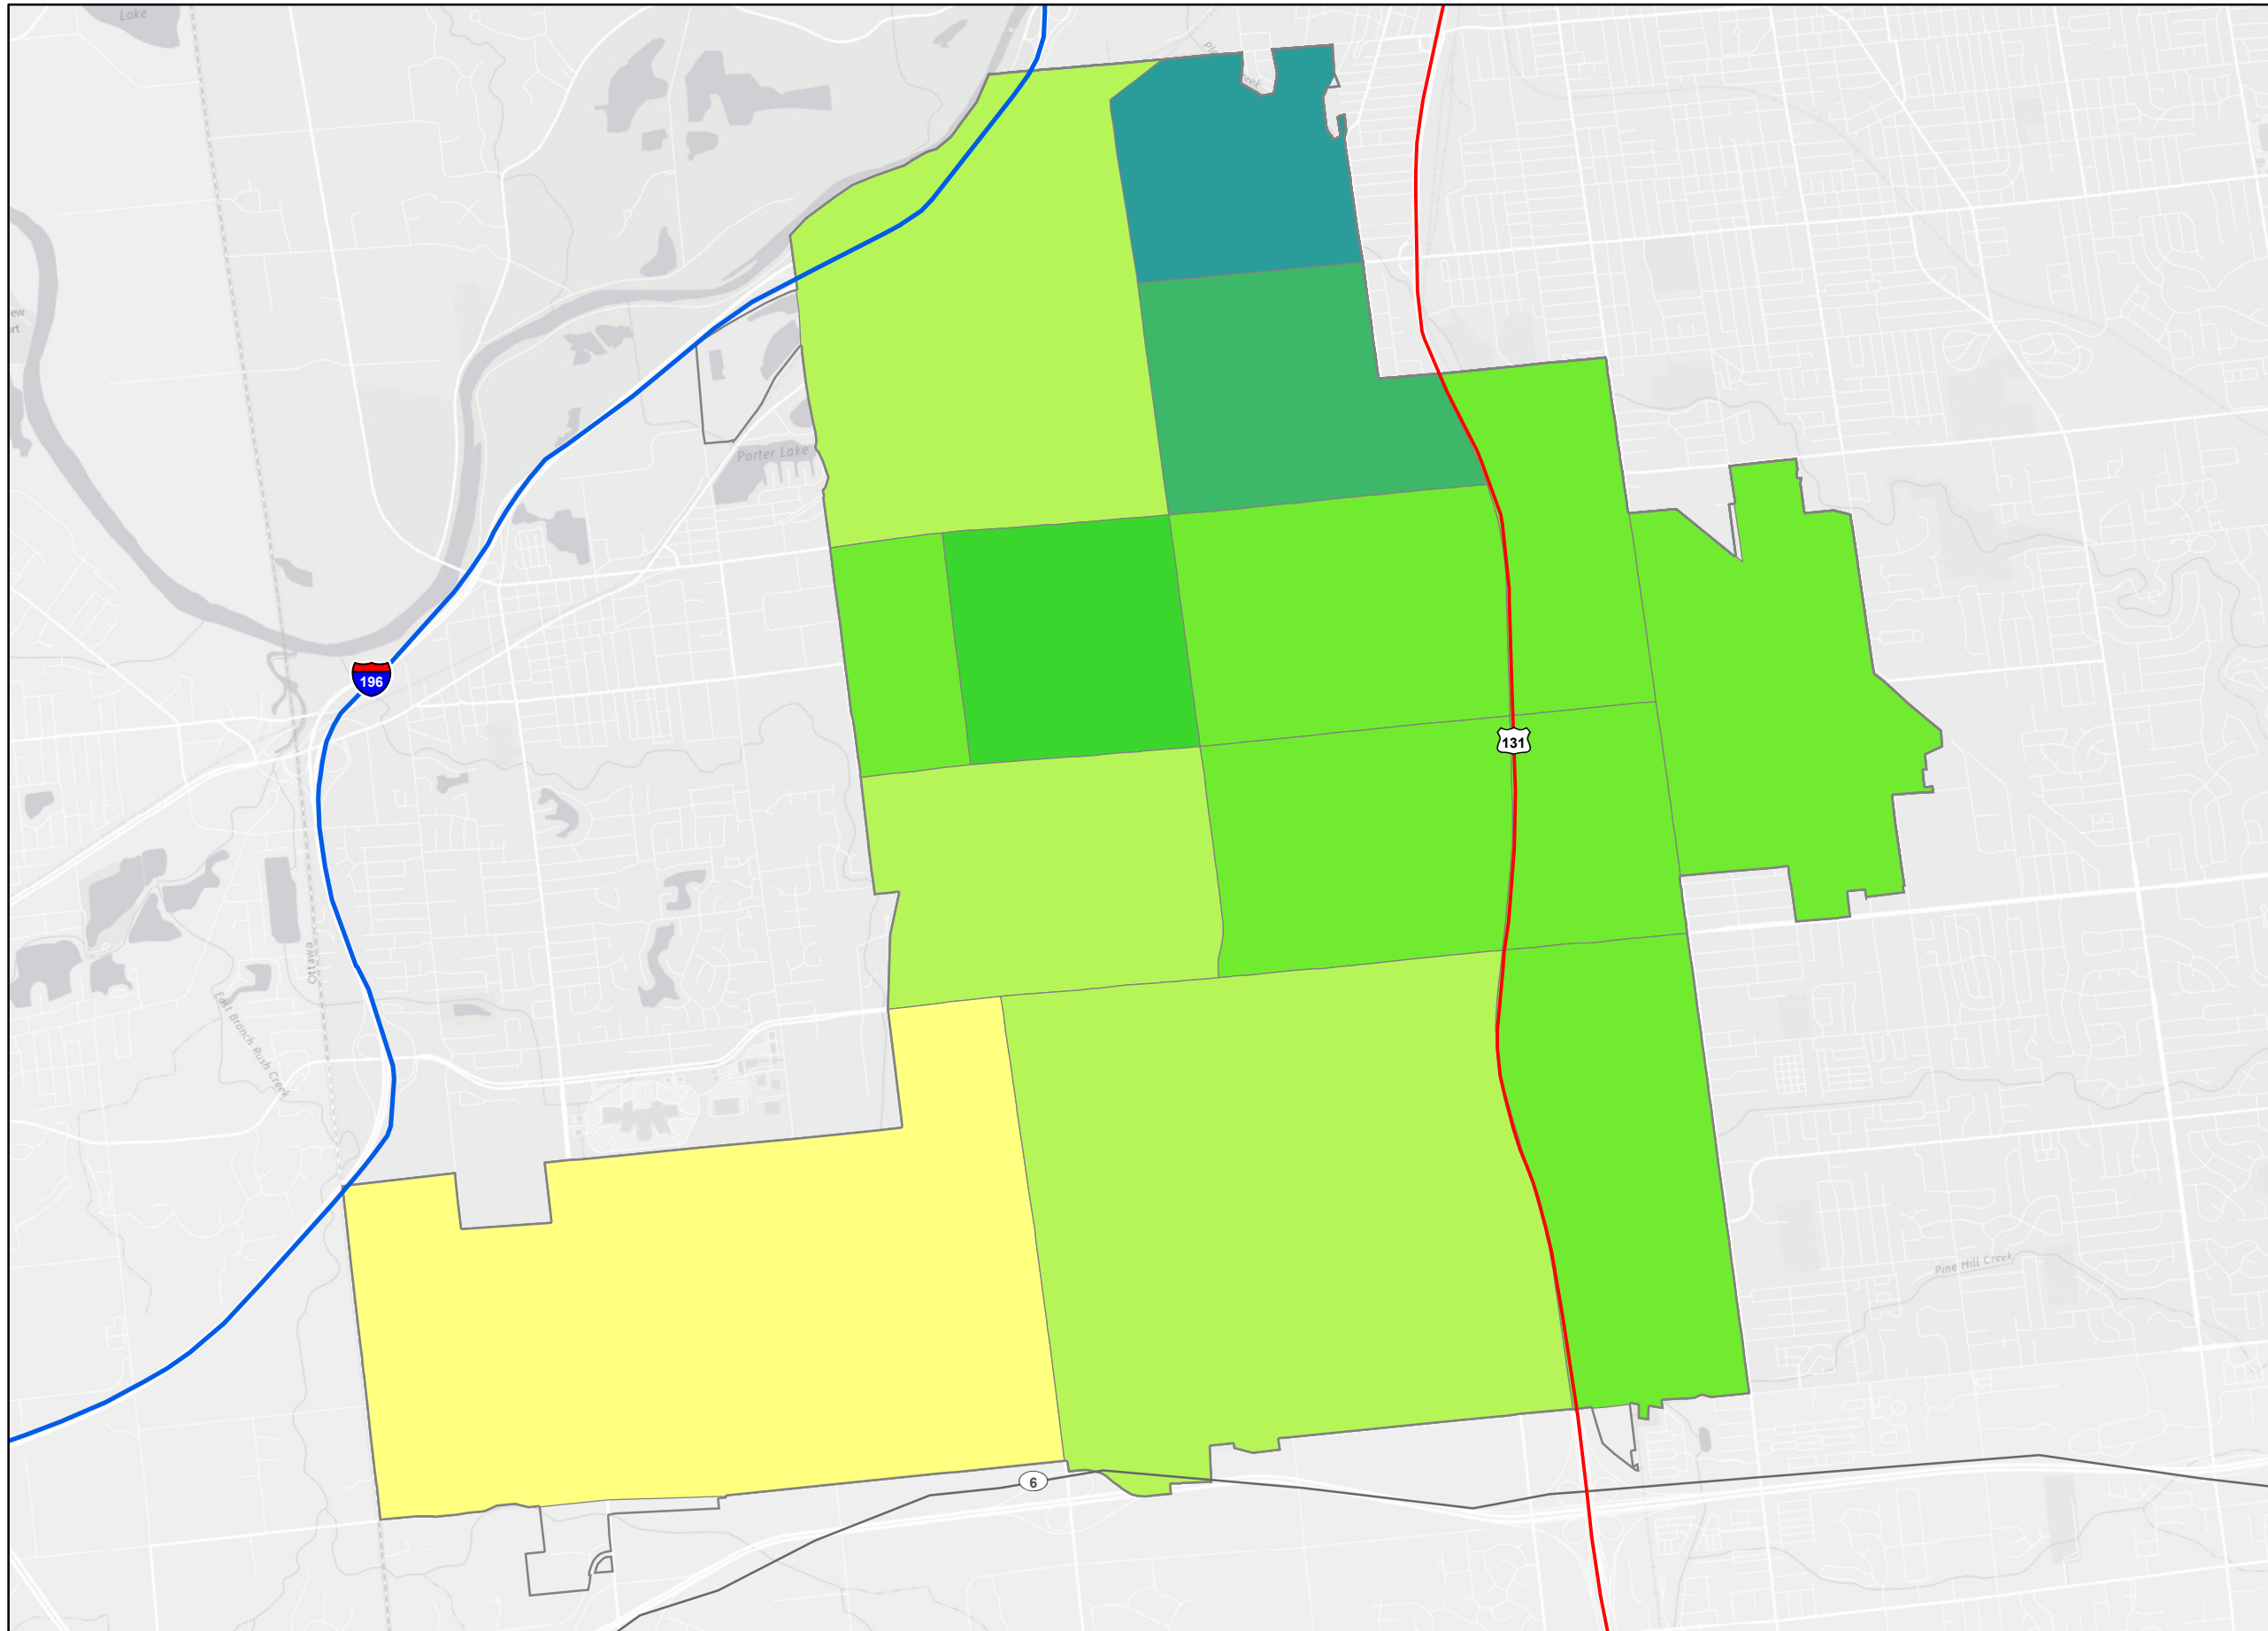 Lake
Porter Lake
196
131
Ottawa
East Branch Rush Creek
Pine Hill Creek
6